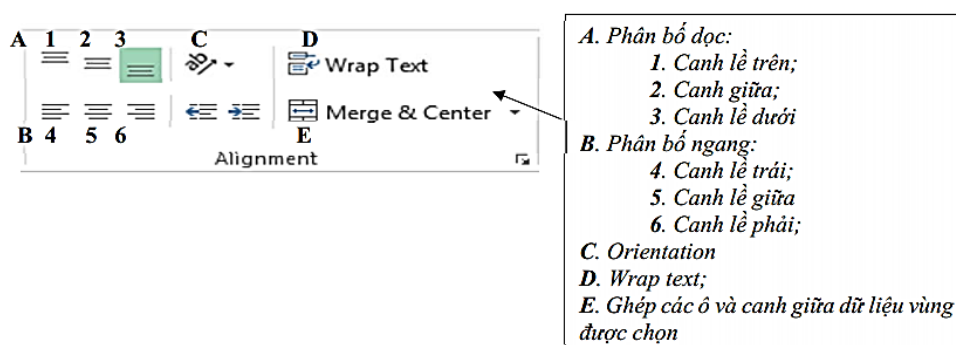 A 1 2 3 C D
Wrap Text
Merge & Center
B 4 5 6 E
Alignment
A. Phân bố dọc:
1. Canh lề trên;
2. Canh giữa;
3. Canh lề dưới
B. Phân bố ngang:
4. Canh lề trái;
5. Canh lề giữa
6. Canh lề phải;
C. Orientation
D. Wrap text;
E. Ghép các ô và canh giữa dữ liệu vùng
được chọn